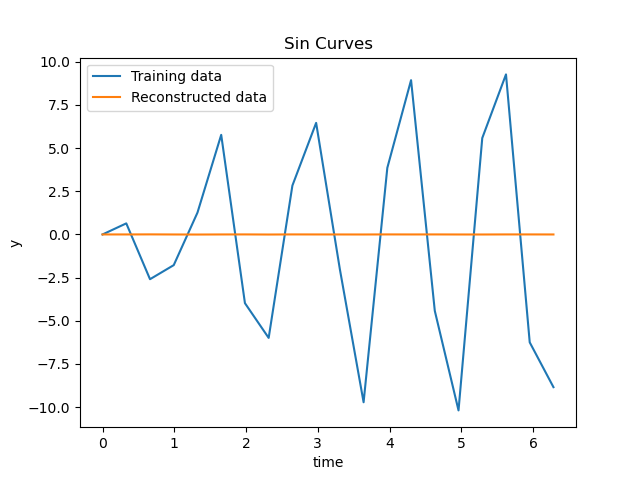 Sin Curves
Training data
Reconstructed data
10.0
7.5
5.0
2.5
0.0
−2.5
−5.0
−7.5
−10.0
y
0 1 2 3 4 5 6
time